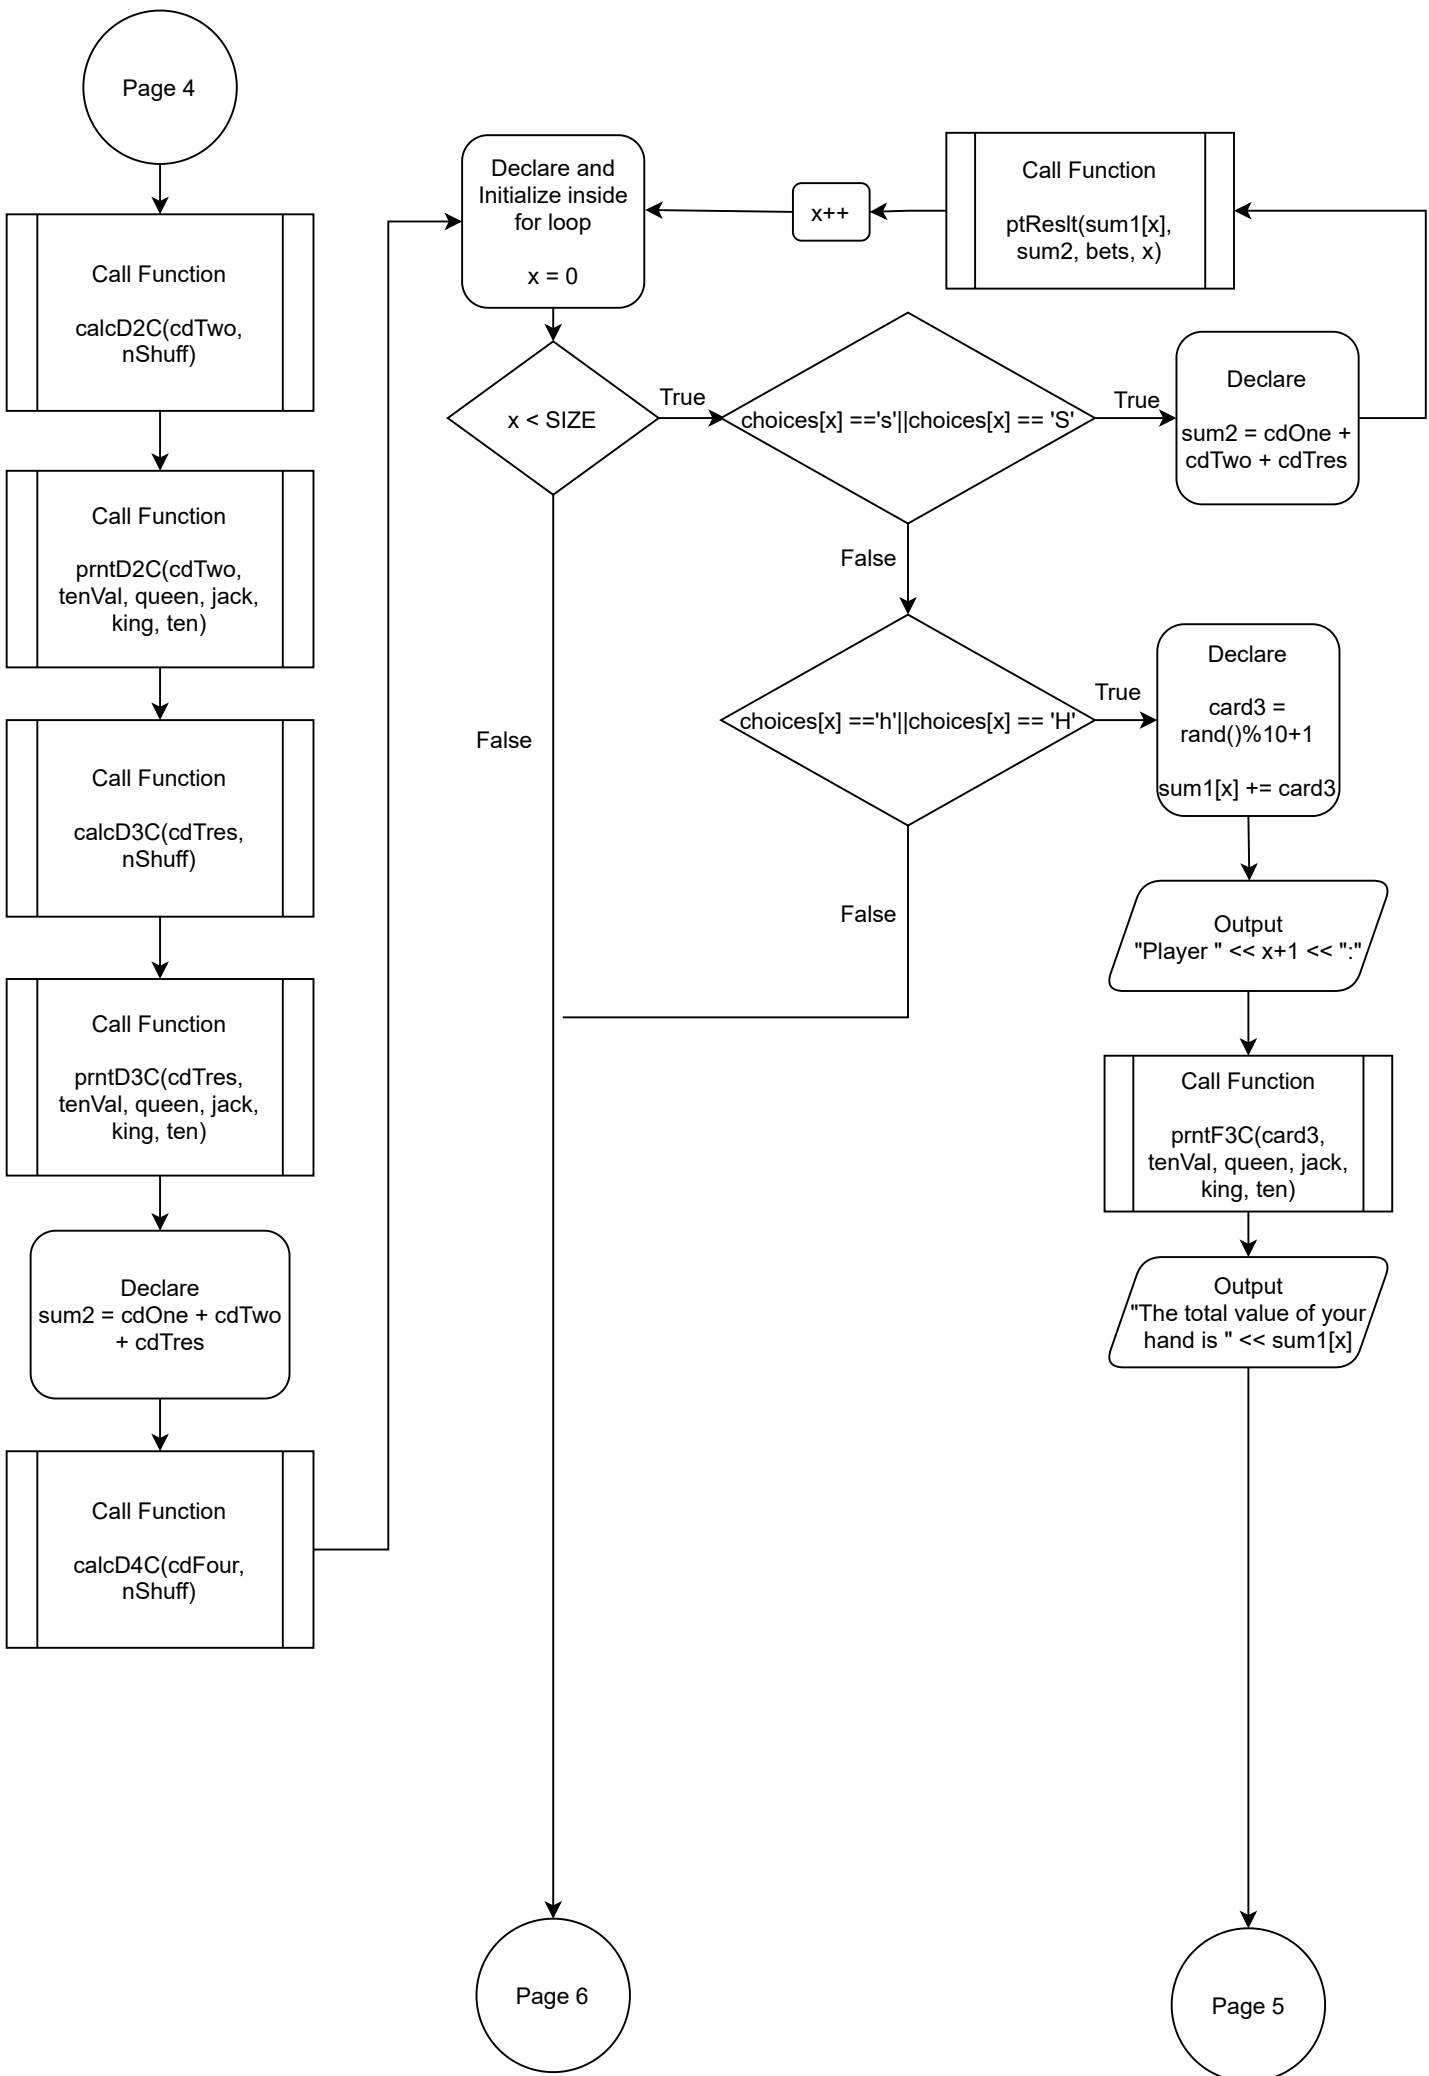 Page 4
Call Function
calcD2C(cdTwo,
nShuff)
Call Function
prntD2C(cdTwo,
tenVal, queen, jack,
king, ten)
Call Function
calcD3C(cdTres,
nShuff)
Call Function
prntD3C(cdTres,
tenVal, queen, jack,
king, ten)
Declare
sum2 = cdOne + cdTwo
+ cdTres
Call Function
calcD4C(cdFour,
nShuff)
Declare and
Initialize inside
for loop
x = 0
x++
Call Function
ptReslt(sum1[x],
sum2, bets, x)
x < SIZE
True
choices[x] =='s'||choices[x] == 'S'
True
Declare
sum2 = cdOne +
cdTwo + cdTres
False
False
choices[x] =='h'||choices[x] == 'H'
True
Declare
card3 =
rand()%10+1
sum1[x] += card3
False
Output
"Player " << x+1 << ":"
Call Function
prntF3C(card3,
tenVal, queen, jack,
king, ten)
Output
"The total value of your
hand is " << sum1[x]
Page 6
Page 5